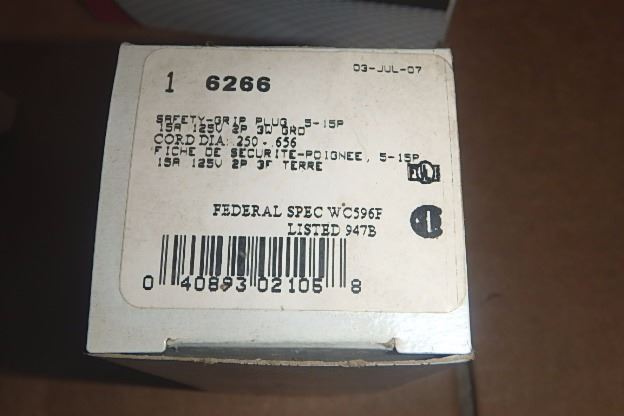 03-JUL-07
1 6266
SAFETY-GRIP PLUG, 5-15P
15A 125V 2P 3W GRD
CORD DIA: .250 - .656
FICHE DE SECURITE-POIGNEE, 5-15P
15A 125V 2P 3F TERRE
FEDERAL SPEC WC596F
LISTED 947B
0 40893 02105 8